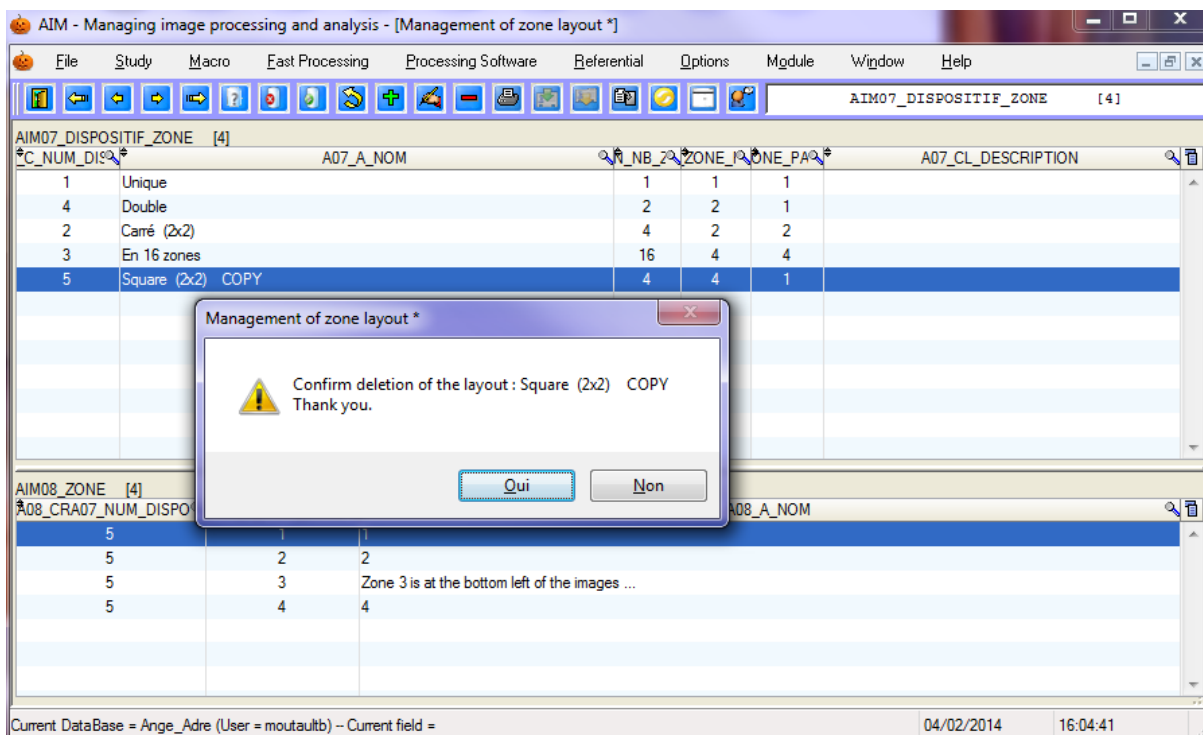 AIM - Managing image processing and analysis - [Management of zone layout *]
File Study Macro Fast Processing Processing Software Referential Options Module Window Help
AIM07_DISPOSITIF_ZONE [4]
AIM07_DISPOSITIF_ZONE [4]
C_NUM_DIS A07_A_NOM _NB_Z ZONE_I ONE_PA A07_CL_DESCRIPTION
1 Unique 1 1 1
4 Double 2 2 1
2 Carré (2x2) 4 2 2
3 En 16 zones 16 4 4
5 Square (2x2) COPY 4 4 1
Management of zone layout *
Confirm deletion of the layout : Square (2x2) COPY
Thank you.
Oui Non
AIM08_ZONE [4]
A08_CRA07_NUM_DISPO A08_A_NOM
5 1 1
5 2 2
5 3 Zone 3 is at the bottom left of the images ...
5 4 4
Current DataBase = Ange_Adre (User = moutaultb) -- Current field = 04/02/2014 16:04:41